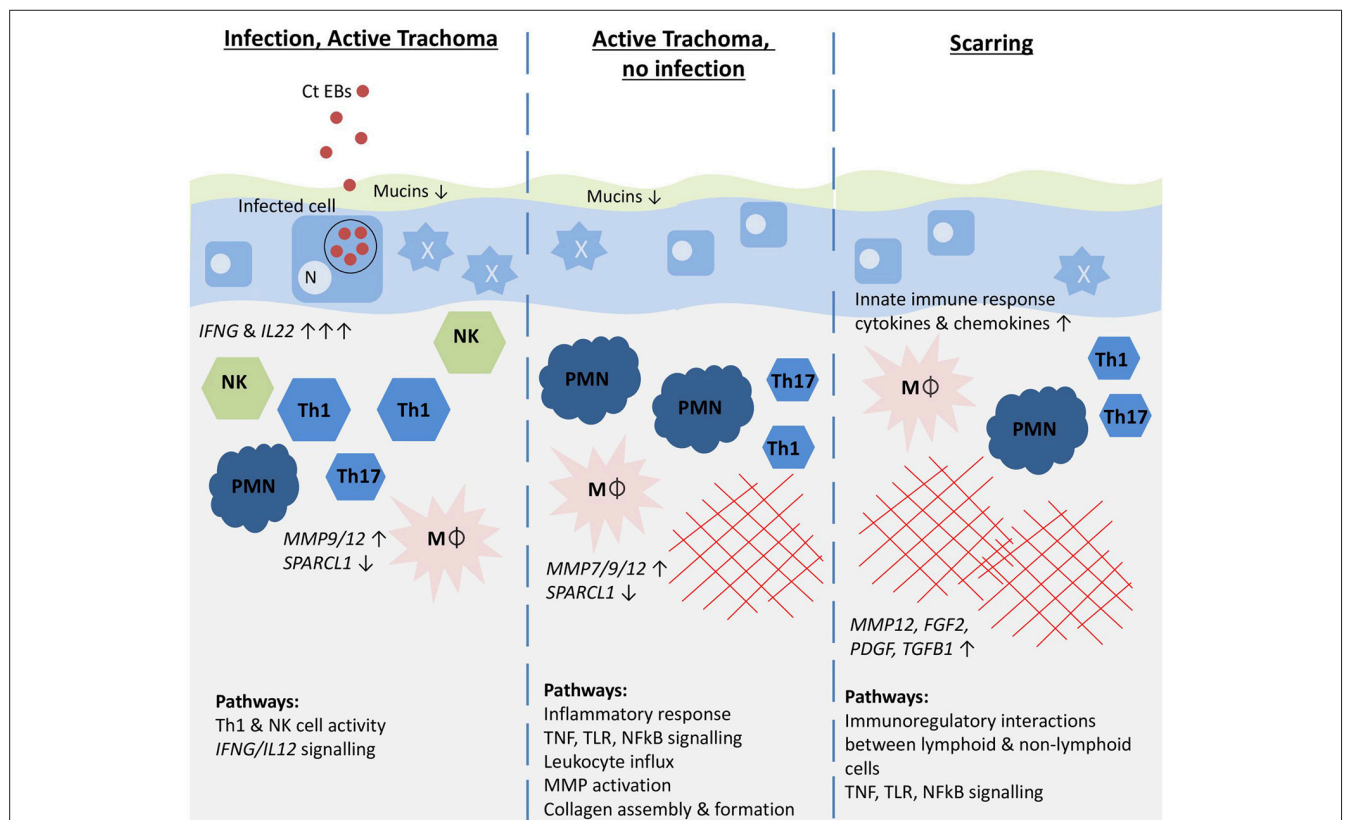 Infection, Active Trachoma
Ct EBs
Mucins ↓
Infected cell
N
X
X
IFNG & IL22 ↑↑↑
NK
NK
Th1
Th1
Th17
PMN
MMP9/12 ↑
SPARCL1 ↓
MΦ
Pathways:
Th1 & NK cell activity
IFNG/IL12 signalling
Active Trachoma,
no infection
Mucins ↓
X
PMN
PMN
Th17
Th1
MΦ
MMP7/9/12 ↑
SPARCL1 ↓
Pathways:
Inflammatory response
TNF, TLR, NFkB signalling
Leukocyte influx
MMP activation
Collagen assembly & formation
Scarring
X
Innate immune response
cytokines & chemokines ↑
Th1
MΦ
Th17
PMN
MMP12, FGF2,
PDGF, TGFB1 ↑
Pathways:
Immunoregulatory interactions
between lymphoid & non-lymphoid
cells
TNF, TLR, NFkB signalling